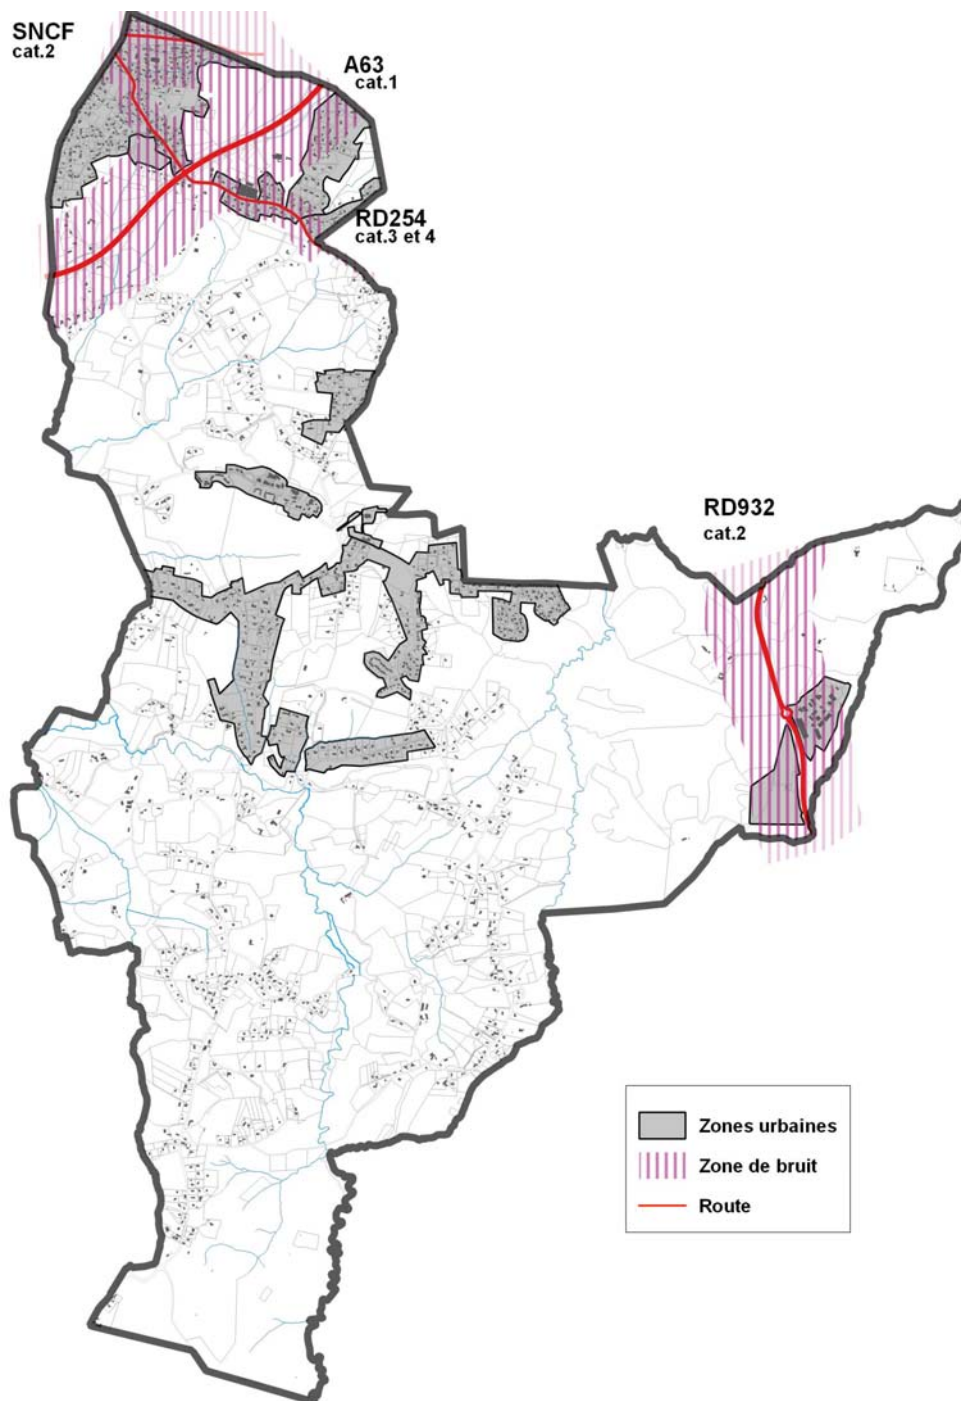 SNCF
cat.2
A63
cat.1
RD254
cat.3 et 4
RD932
cat.2
Zones urbaines
Zone de bruit
Route